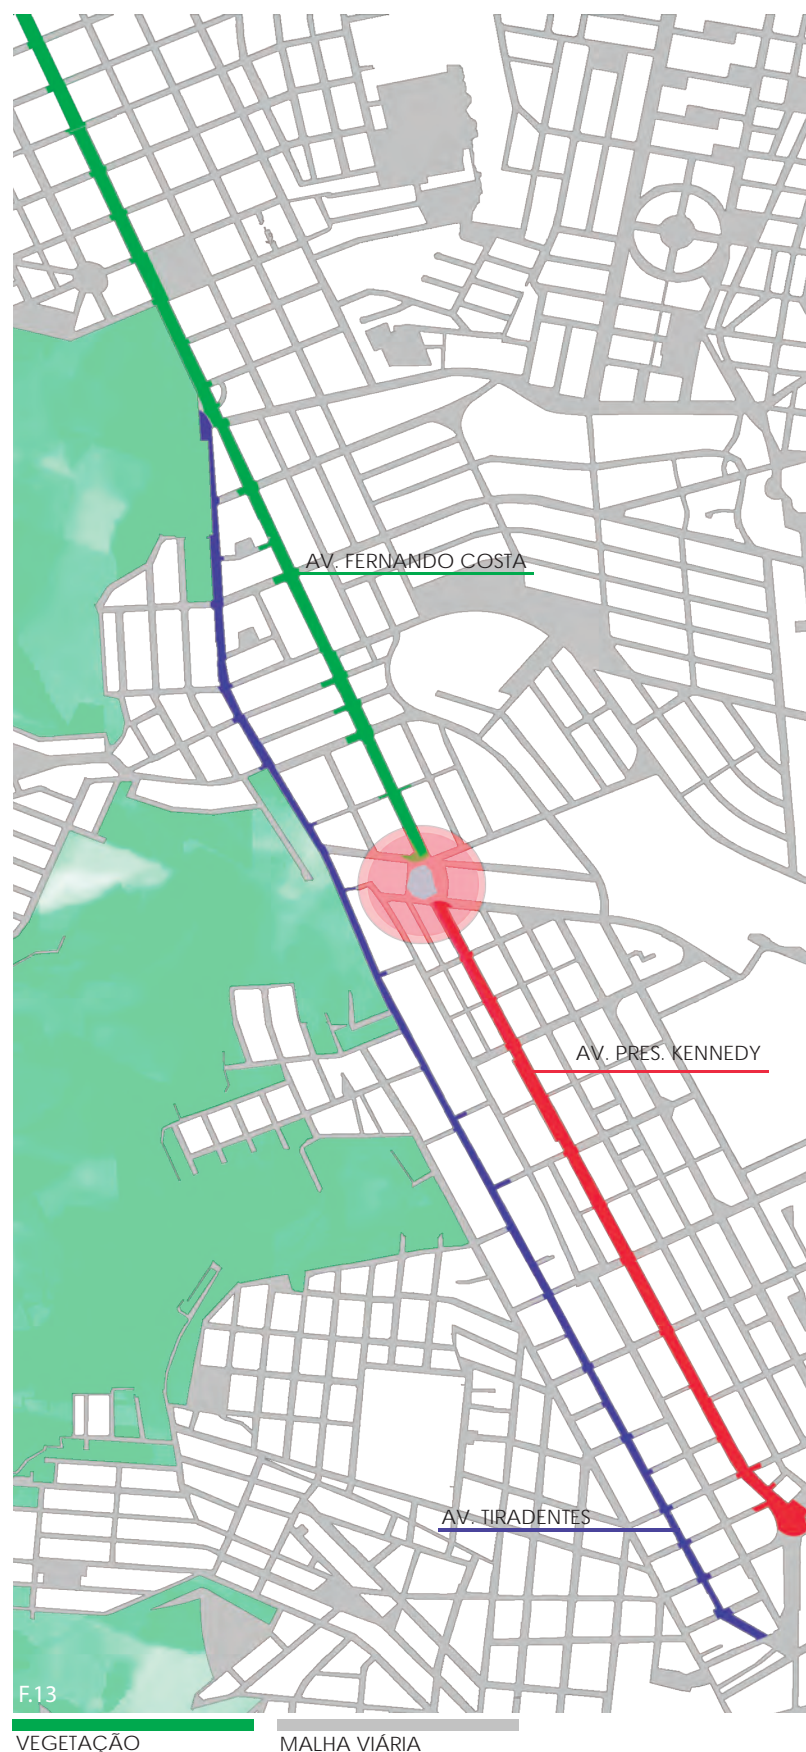 AV. FERNANDO COSTA
AV. PRES. KENNEDY
AV. TIRADENTES
F.13
VEGETAÇÃO
MALHA VIÁRIA